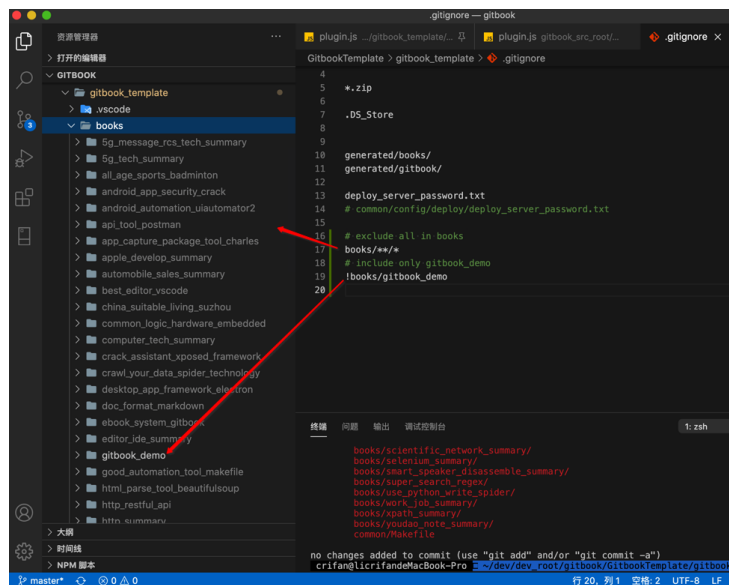 .gitignore — gitbook
资源管理器
···
plugin.js .../gitbook_template/...
plugin.js gitbook_src_root/...
.gitignore
GitbookTemplate > gitbook_template > .gitignore
打开的编辑器
GITBOOK
gitbook_template
.vscode
books
5g_message_rcs_tech_summary
5g_tech_summary
all_age_sports_badminton
android_app_security_crack
android_automation_uiautomator2
api_tool_postman
app_capture_package_tool_charles
apple_develop_summary
automobile_sales_summary
best_editor_vscode
china_suitable_living_suzhou
common_logic_hardware_embedded
computer_tech_summary
crack_assistant_xposed_framework
crawl_your_data_spider_technology
desktop_app_framework_electron
doc_format_markdown
ebook_system_gitbook
editor_ide_summary
gitbook_demo
good_automation_tool_makefile
html_parse_tool_beautifulsoup
http_restful_api
http_summary
大纲
时间线
NPM 脚本
4
5 *.zip
6
7 .DS_Store
8
9
10 generated/books/
11 generated/gitbook/
12
13 deploy_server_password.txt
14 # common/config/deploy/deploy_server_password.txt
15
16 # exclude all in books
17 books/**/*
18 # include only gitbook_demo
19 !books/gitbook_demo
20
终端 问题 输出 调试控制台 1: zsh
books/scientific_network_summary/
books/selenium_summary/
books/smart_speaker_disassemble_summary/
books/super_search_regex/
books/use_python_write_spider/
books/work_job_summary/
books/xpath_summary/
books/youdao_note_summary/
common/Makefile
no changes added to commit (use "git add" and/or "git commit -a")
crifan@licrifandeMacBook-Pro ~/dev/dev_root/gitbook/GitbookTemplate/gitbook
3
master* 0 0 行 20，列 1 空格: 2 UTF-8 LF